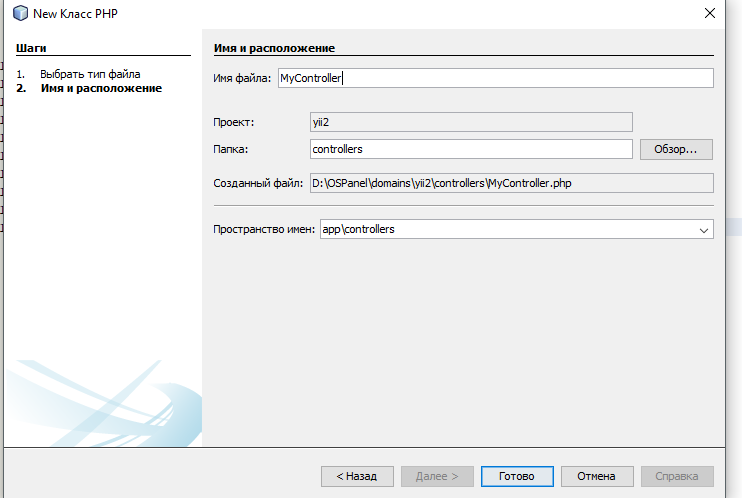 New Класс PHP
Шаги
1. Выбрать тип файла
2. Имя и расположение
Имя и расположение
Имя файла: MyController
Проект: yii2
Папка: controllers
Обзор...
Созданный файл: D:\OSPanel\domains\yii2\controllers\MyController.php
Пространство имен: app\controllers
< Назад
Далее >
Готово
Отмена
Справка